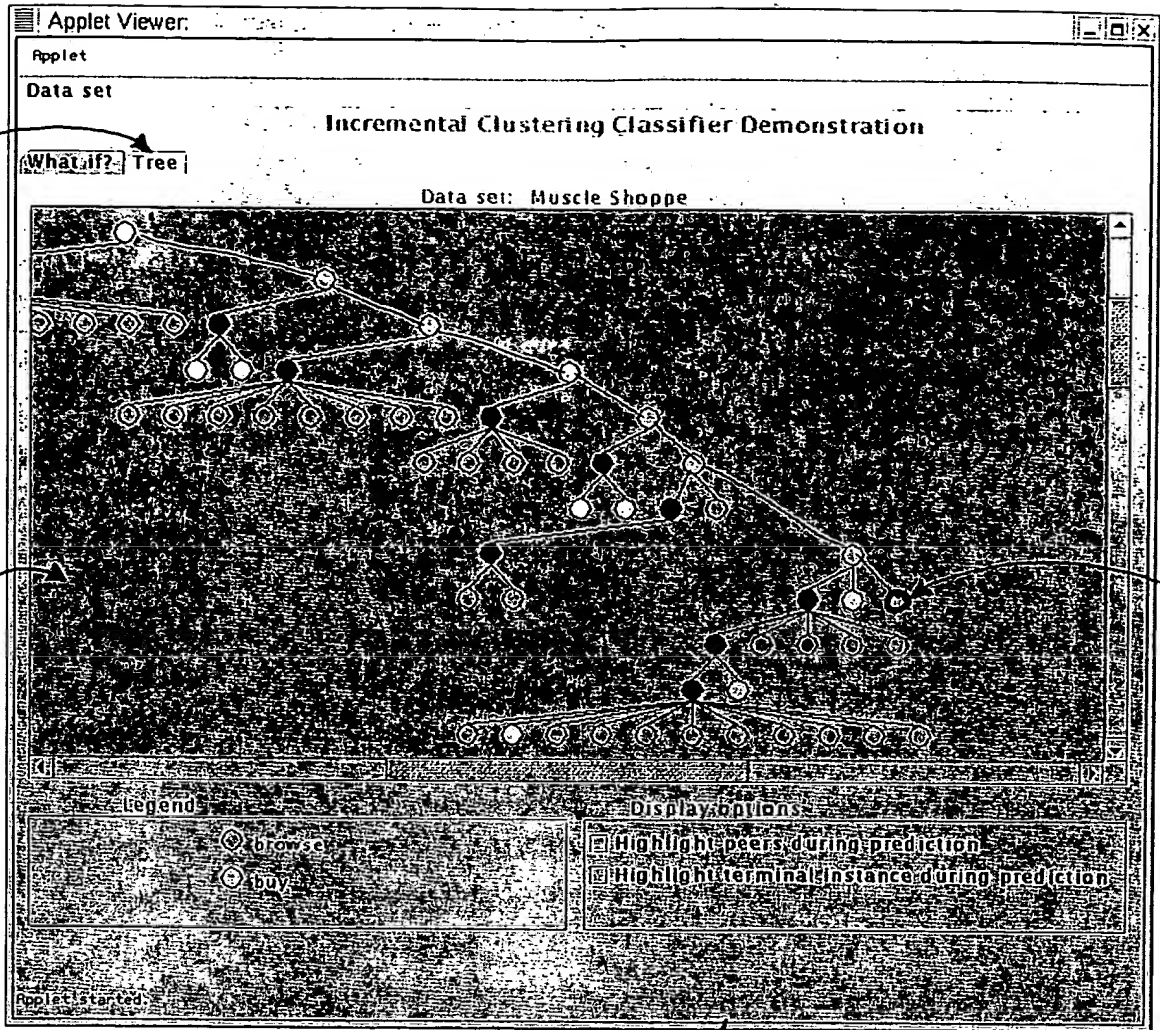 Applet Viewer:
Applet
Data set
Incremental Clustering Classifier Demonstration
What if? Tree
Data set: Muscle Shoppe
Legend
browse
buy
Display options
Highlight peers during prediction
Highlight terminal instance during prediction
Applet started.